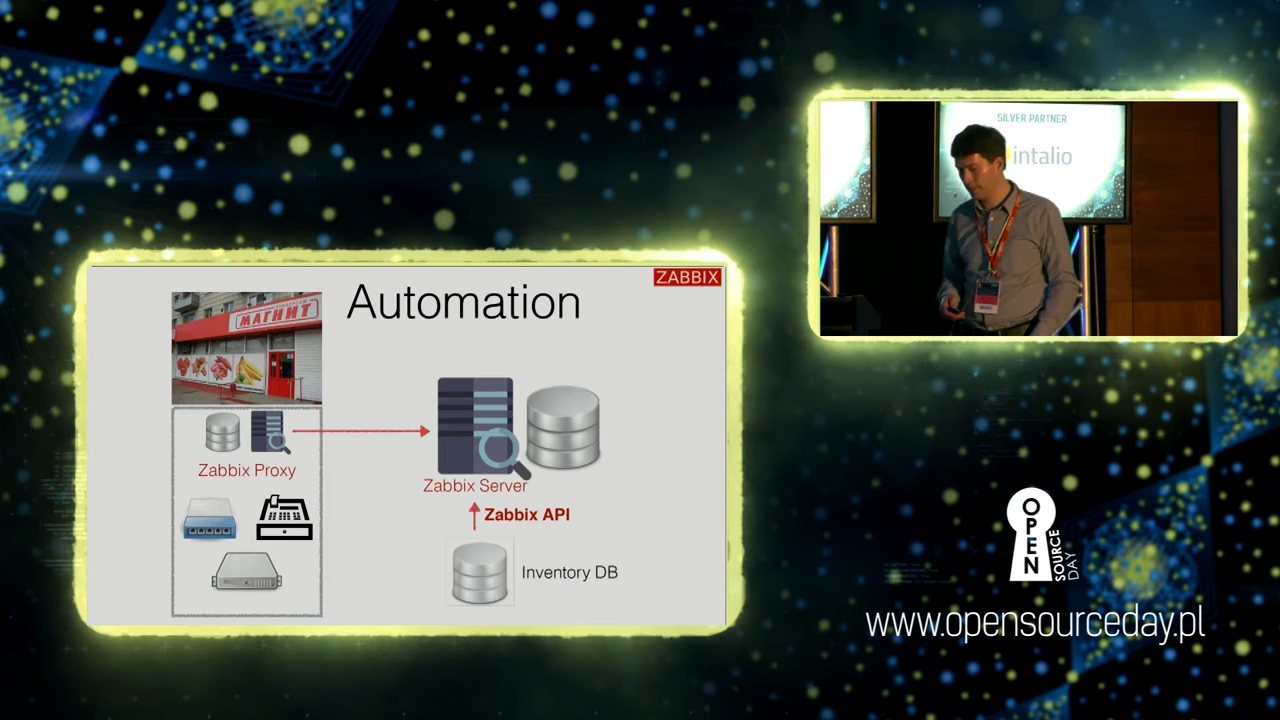 SILVER PARTNER
intalio
ZABBIX
Automation
МАГНИТ
Zabbix Proxy
Zabbix Server
Zabbix API
Inventory DB
OPEN
SOURCE
DAY
www.opensourceday.pl